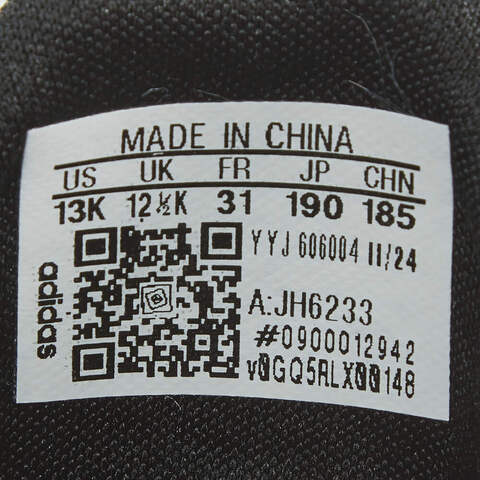 MADE IN CHINA
US UK FR JP CHN
13K 12½K 31 190 185
YYJ 606004 11/24
adidas
A:JH6233
#0900012942
v0GQ5RLX00148